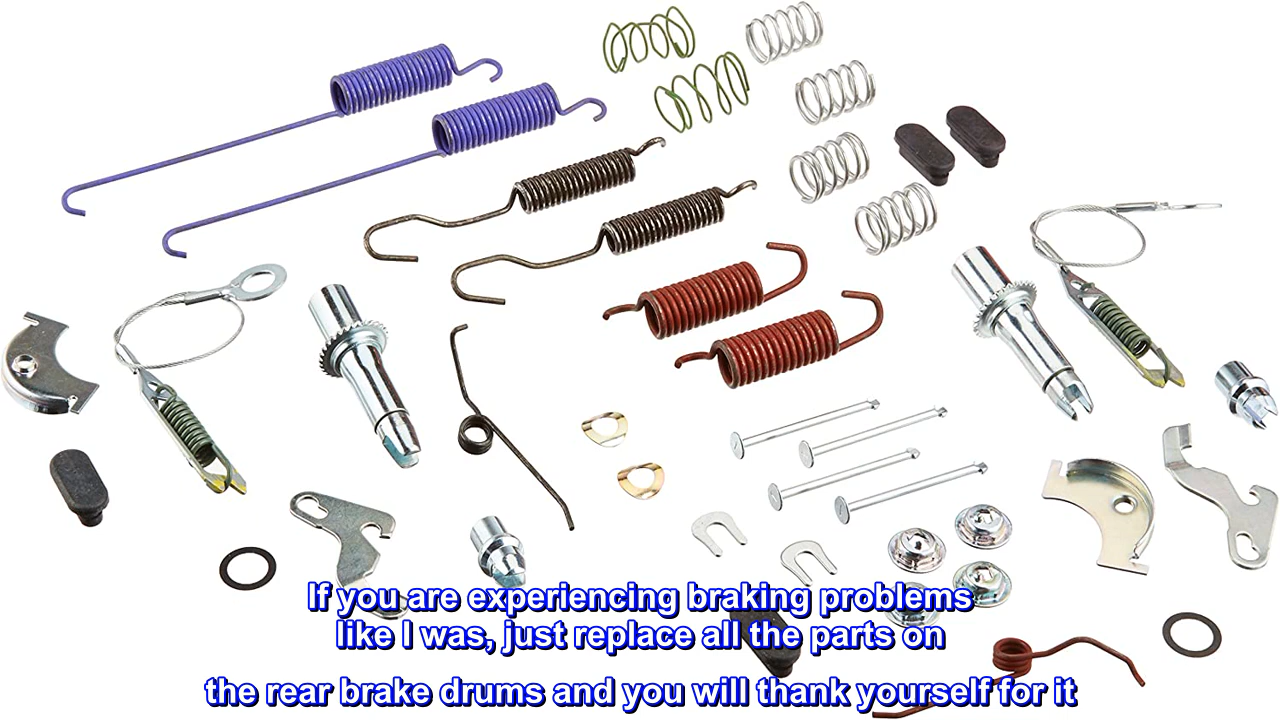 If you are experiencing braking problems
like I was, just replace all the parts on
the rear brake drums and you will thank yourself for it